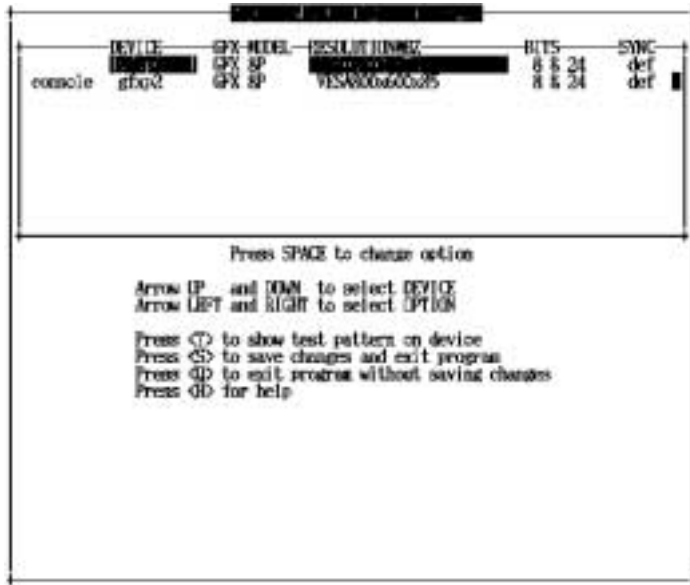 DEVICE GFX MODEL RESOLUTION@HZ BITS SYNC
GFX 8P 8 & 24 def
console gfxp2 GFX 8P VESA800x600x85 8 & 24 def
Press SPACE to change option
Arrow UP and DOWN to select DEVICE
Arrow LEFT and RIGHT to select OPTION
Press <T> to show test pattern on device
Press <S> to save changes and exit program
Press <Q> to exit program without saving changes
Press <H> for help